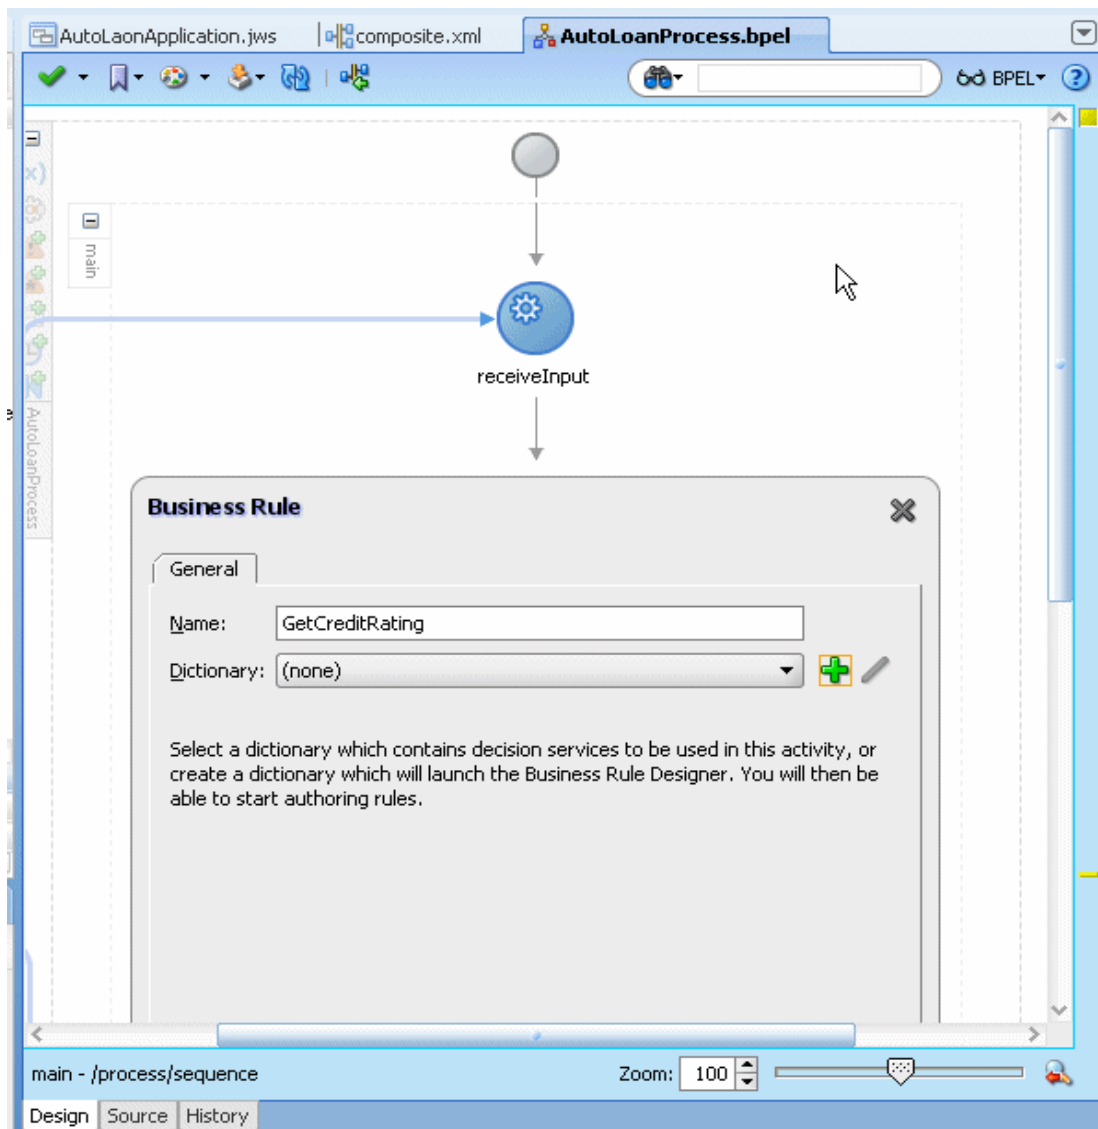 AutoLaonApplication.jws
composite.xml
AutoLoanProcess.bpel
BPEL
main
receiveInput
AutoLoanProcess
Business Rule
General
Name: GetCreditRating
Dictionary: (none)
Select a dictionary which contains decision services to be used in this activity, or
create a dictionary which will launch the Business Rule Designer. You will then be
able to start authoring rules.
main - /process/sequence
Zoom: 100
Design Source History